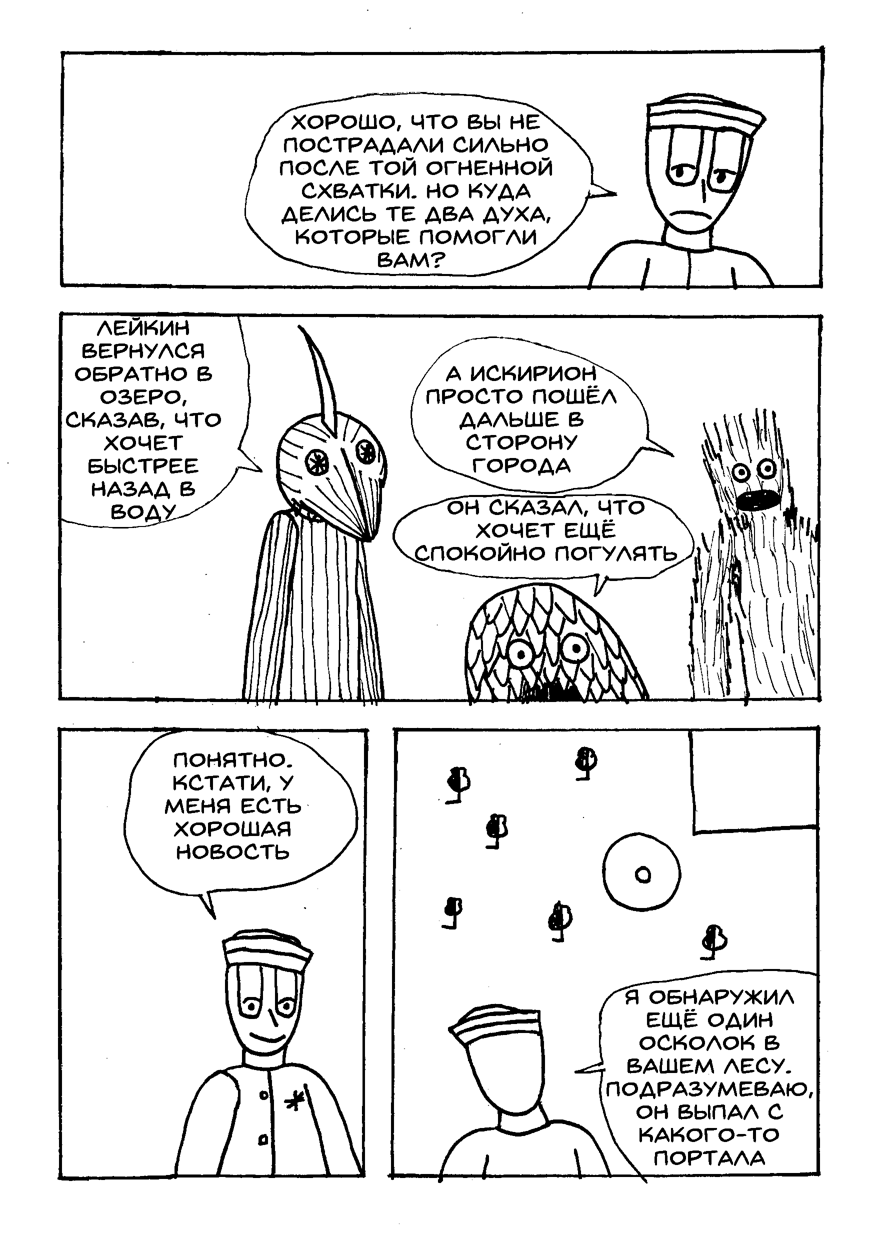 ХОРОШО, ЧТО ВЫ НЕ
ПОСТРАДАЛИ СИЛЬНО
ПОСЛЕ ТОЙ ОГНЕННОЙ
СХВАТКИ. НО КУДА
ДЕЛИСЬ ТЕ ДВА ДУХА,
КОТОРЫЕ ПОМОГЛИ
ВАМ?
ЛЕЙКИН
ВЕРНУЛСЯ
ОБРАТНО В
ОЗЕРО,
СКАЗАВ, ЧТО
ХОЧЕТ
БЫСТРЕЕ
НАЗАД В
ВОДУ
А ИСКИРИОН
ПРОСТО ПОШЁЛ
ДАЛЬШЕ В
СТОРОНУ
ГОРОДА
ОН СКАЗАЛ, ЧТО
ХОЧЕТ ЕЩЁ
СПОКОЙНО ПОГУЛЯТЬ
ПОНЯТНО.
КСТАТИ, У
МЕНЯ ЕСТЬ
ХОРОШАЯ
НОВОСТЬ
Я ОБНАРУЖИЛ
ЕЩЁ ОДИН
ОСКОЛОК В
ВАШЕМ ЛЕСУ.
ПОДРАЗУМЕВАЮ,
ОН ВЫПАЛ С
КАКОГО-ТО
ПОРТАЛА